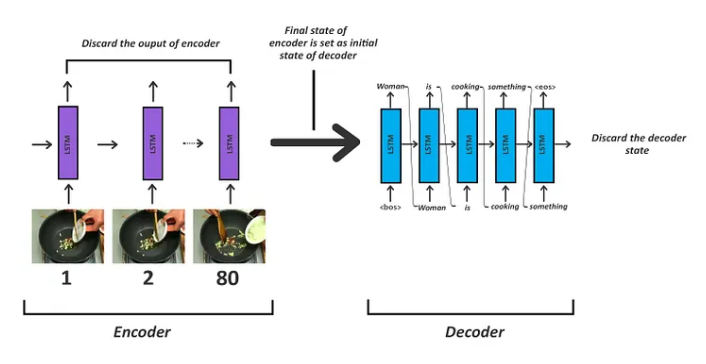 Discard the ouput of encoder
Final state of
encoder is set as initial
state of decoder
LSTM
LSTM
LSTM
Woman
is
cooking
something
<eos>
LSTM
LSTM
LSTM
LSTM
LSTM
Discard the decoder
state
<bos>
Woman
is
cooking
something
1
2
80
Encoder
Decoder